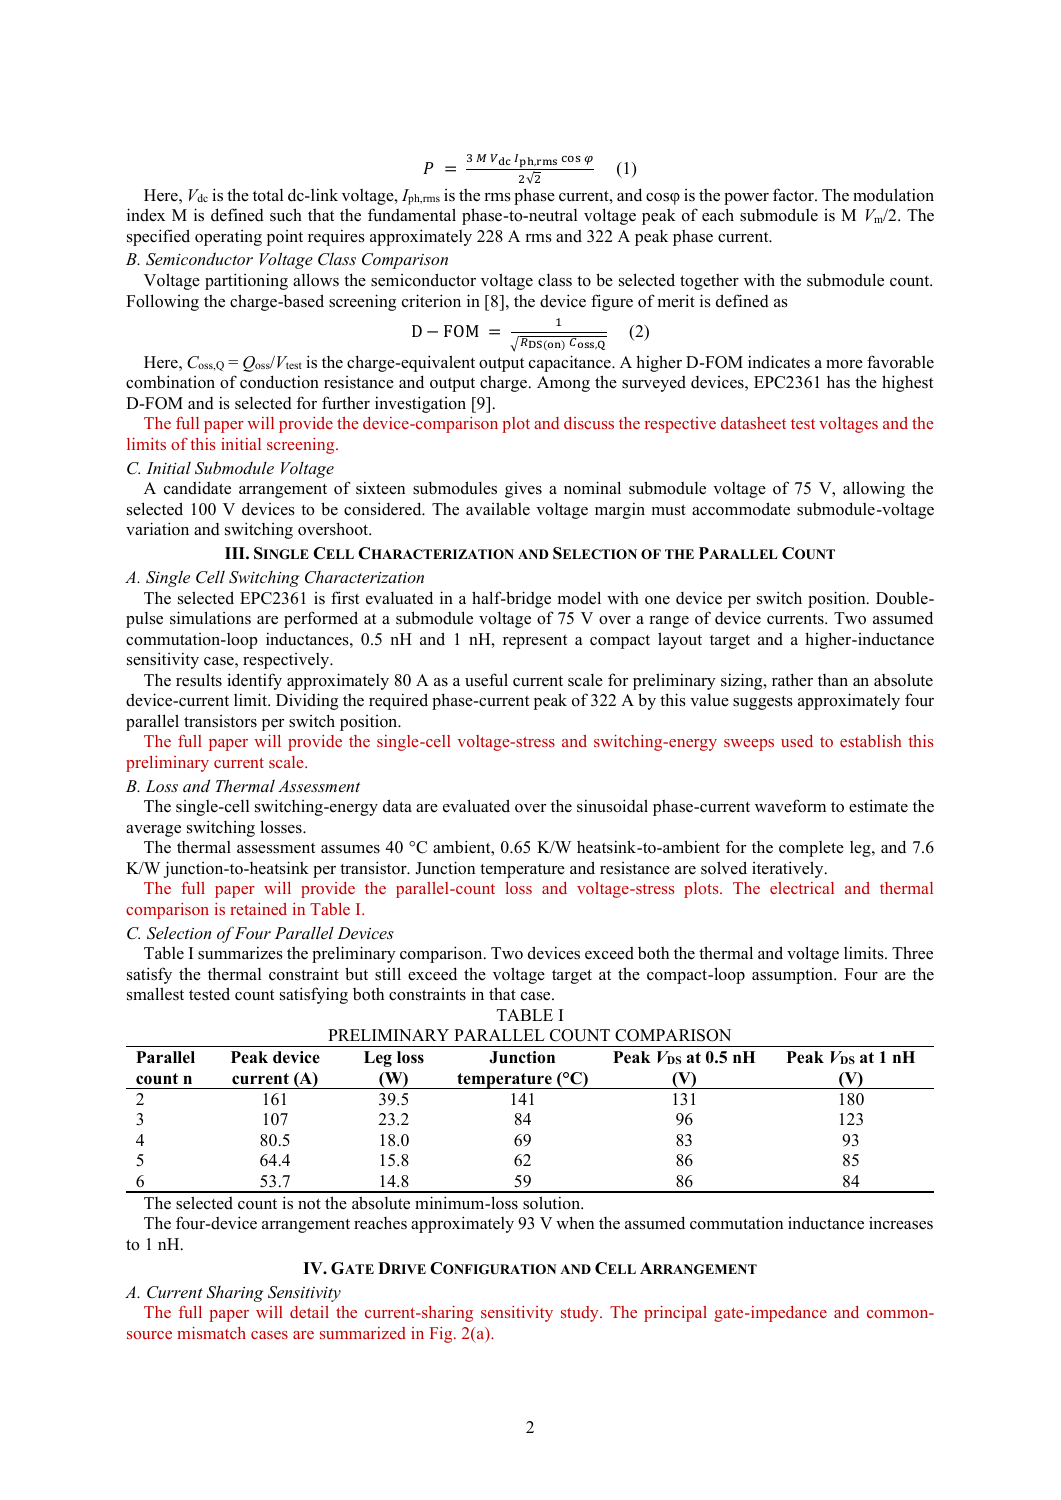 P = 3 M Vdc Iph,rms cos φ / 2√2 (1)
Here, Vdc is the total dc-link voltage, Iph,rms is the rms phase current, and cosφ is the power factor. The modulation
index M is defined such that the fundamental phase-to-neutral voltage peak of each submodule is M Vm/2. The
specified operating point requires approximately 228 A rms and 322 A peak phase current.
B. Semiconductor Voltage Class Comparison
Voltage partitioning allows the semiconductor voltage class to be selected together with the submodule count.
Following the charge-based screening criterion in [8], the device figure of merit is defined as
D − FOM = 1 / √RDS(on) Coss,Q (2)
Here, Coss,Q = Qoss/Vtest is the charge-equivalent output capacitance. A higher D-FOM indicates a more favorable
combination of conduction resistance and output charge. Among the surveyed devices, EPC2361 has the highest
D-FOM and is selected for further investigation [9].
The full paper will provide the device-comparison plot and discuss the respective datasheet test voltages and the
limits of this initial screening.
C. Initial Submodule Voltage
A candidate arrangement of sixteen submodules gives a nominal submodule voltage of 75 V, allowing the
selected 100 V devices to be considered. The available voltage margin must accommodate submodule-voltage
variation and switching overshoot.
III. SINGLE CELL CHARACTERIZATION AND SELECTION OF THE PARALLEL COUNT
A. Single Cell Switching Characterization
The selected EPC2361 is first evaluated in a half-bridge model with one device per switch position. Double-
pulse simulations are performed at a submodule voltage of 75 V over a range of device currents. Two assumed
commutation-loop inductances, 0.5 nH and 1 nH, represent a compact layout target and a higher-inductance
sensitivity case, respectively.
The results identify approximately 80 A as a useful current scale for preliminary sizing, rather than an absolute
device-current limit. Dividing the required phase-current peak of 322 A by this value suggests approximately four
parallel transistors per switch position.
The full paper will provide the single-cell voltage-stress and switching-energy sweeps used to establish this
preliminary current scale.
B. Loss and Thermal Assessment
The single-cell switching-energy data are evaluated over the sinusoidal phase-current waveform to estimate the
average switching losses.
The thermal assessment assumes 40 °C ambient, 0.65 K/W heatsink-to-ambient for the complete leg, and 7.6
K/W junction-to-heatsink per transistor. Junction temperature and resistance are solved iteratively.
The full paper will provide the parallel-count loss and voltage-stress plots. The electrical and thermal
comparison is retained in Table I.
C. Selection of Four Parallel Devices
Table I summarizes the preliminary comparison. Two devices exceed both the thermal and voltage limits. Three
satisfy the thermal constraint but still exceed the voltage target at the compact-loop assumption. Four are the
smallest tested count satisfying both constraints in that case.
TABLE I
PRELIMINARY PARALLEL COUNT COMPARISON
Parallel Peak device Leg loss Junction Peak VDS at 0.5 nH Peak VDS at 1 nH
count n current (A) (W) temperature (°C) (V) (V)
2 161 39.5 141 131 180
3 107 23.2 84 96 123
4 80.5 18.0 69 83 93
5 64.4 15.8 62 86 85
6 53.7 14.8 59 86 84
The selected count is not the absolute minimum-loss solution.
The four-device arrangement reaches approximately 93 V when the assumed commutation inductance increases
to 1 nH.
IV. GATE DRIVE CONFIGURATION AND CELL ARRANGEMENT
A. Current Sharing Sensitivity
The full paper will detail the current-sharing sensitivity study. The principal gate-impedance and common-
source mismatch cases are summarized in Fig. 2(a).
2